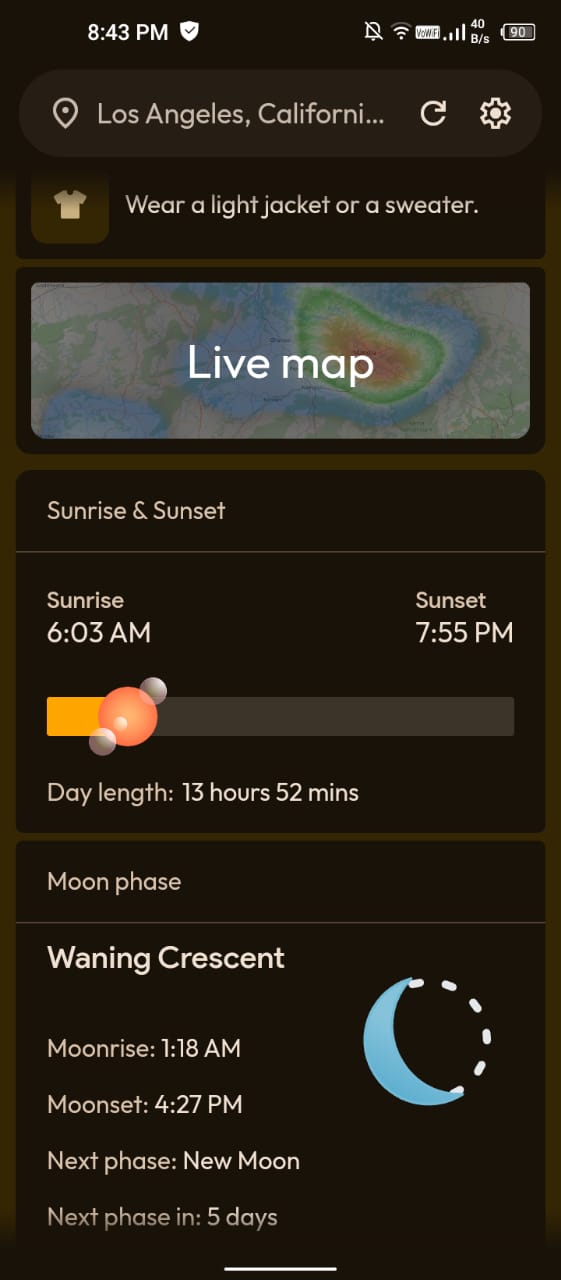 8:43 PM
VoWiFi
40
B/s
90
Los Angeles, Californi...
Wear a light jacket or a sweater.
Live map
Sunrise & Sunset
Sunrise
Sunset
6:03 AM
7:55 PM
Day length: 13 hours 52 mins
Moon phase
Waning Crescent
Moonrise: 1:18 AM
Moonset: 4:27 PM
Next phase: New Moon
Next phase in: 5 days